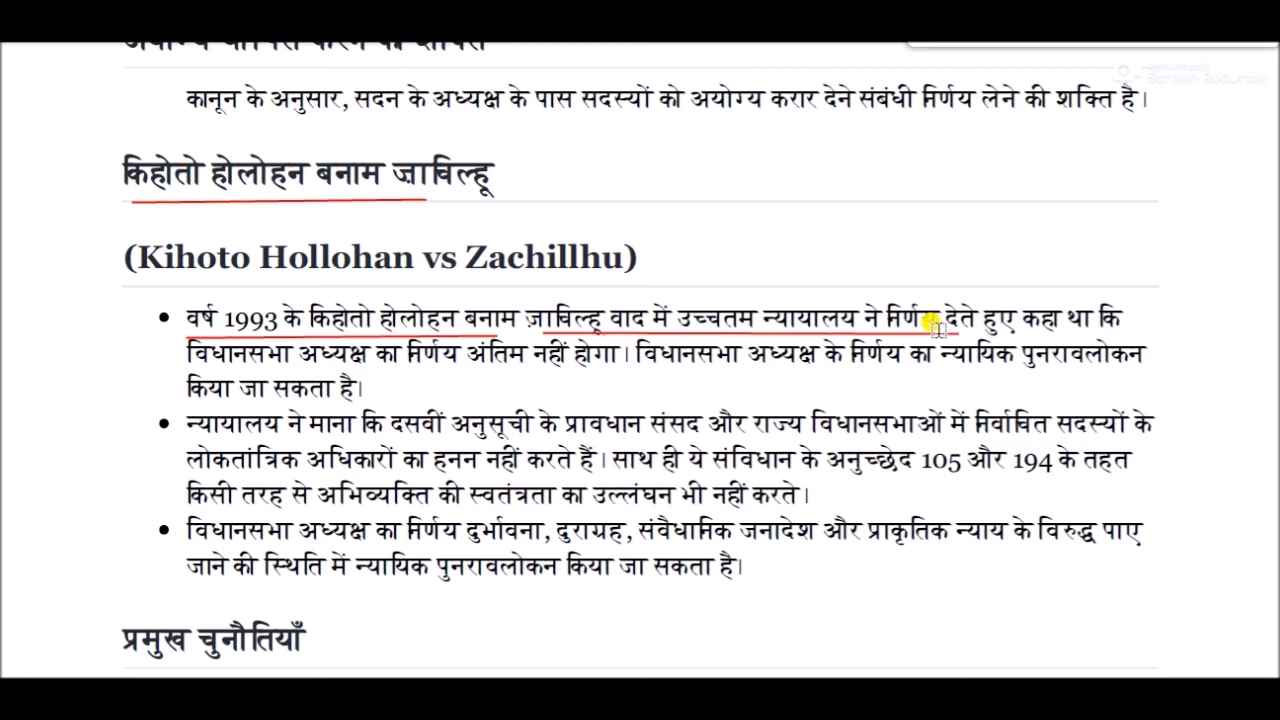 कानून के अनुसार, सदन के अध्यक्ष के पास सदस्यों को अयोग्य करार देने संबंधी निर्णय लेने की शक्ति है।
किहोतो होलोहन बनाम ज़ाचिल्हू
(Kihoto Hollohan vs Zachillhu)
• वर्ष 1993 के किहोतो होलोहन बनाम ज़ाचिल्हू वाद में उच्चतम न्यायालय ने निर्णय देते हुए कहा था कि
विधानसभा अध्यक्ष का निर्णय अंतिम नहीं होगा। विधानसभा अध्यक्ष के निर्णय का न्यायिक पुनरावलोकन
किया जा सकता है।
• न्यायालय ने माना कि दसवीं अनुसूची के प्रावधान संसद और राज्य विधानसभाओं में निर्वाचित सदस्यों के
लोकतांत्रिक अधिकारों का हनन नहीं करते हैं। साथ ही ये संविधान के अनुच्छेद 105 और 194 के तहत
किसी तरह से अभिव्यक्ति की स्वतंत्रता का उल्लंघन भी नहीं करते।
• विधानसभा अध्यक्ष का निर्णय दुर्भावना, दुराग्रह, संवैधानिक जनादेश और प्राकृतिक न्याय के विरुद्ध पाए
जाने की स्थिति में न्यायिक पुनरावलोकन किया जा सकता है।
प्रमुख चुनौतियाँ